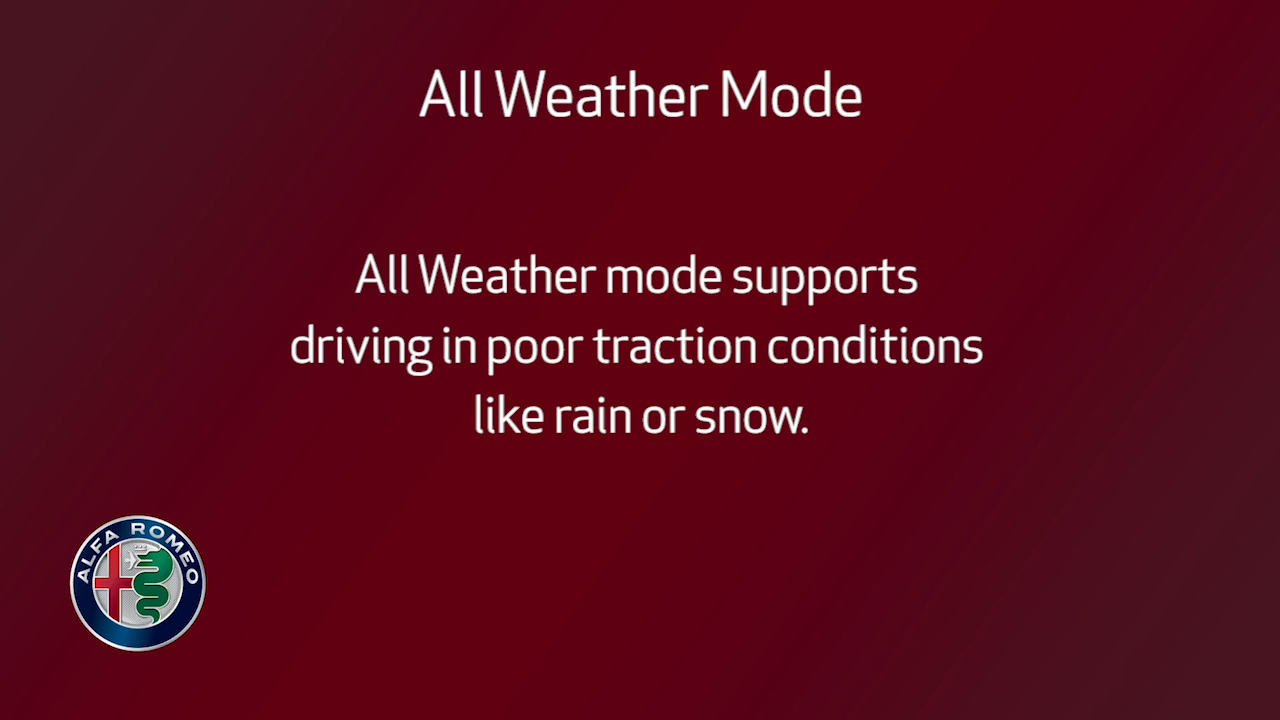 All Weather Mode
All Weather mode supports
driving in poor traction conditions
like rain or snow.
ALFA ROMEO